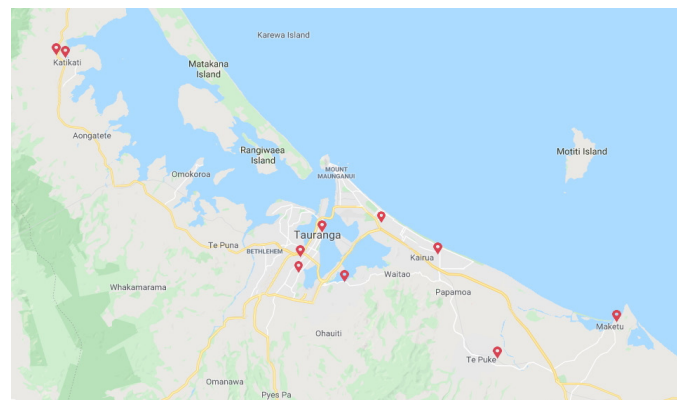 Karewa Island
Katikati
Matakana
Island
Aongatete
Rangiwaea
Island
Motiti Island
MOUNT
MAUNGANUI
Omokoroa
Tauranga
Te Puna
BETHLEHEM
Kairua
Waitao
Whakamarama
Papamoa
Maketu
Ohauiti
Te Puke
Omanawa
Pyes Pa